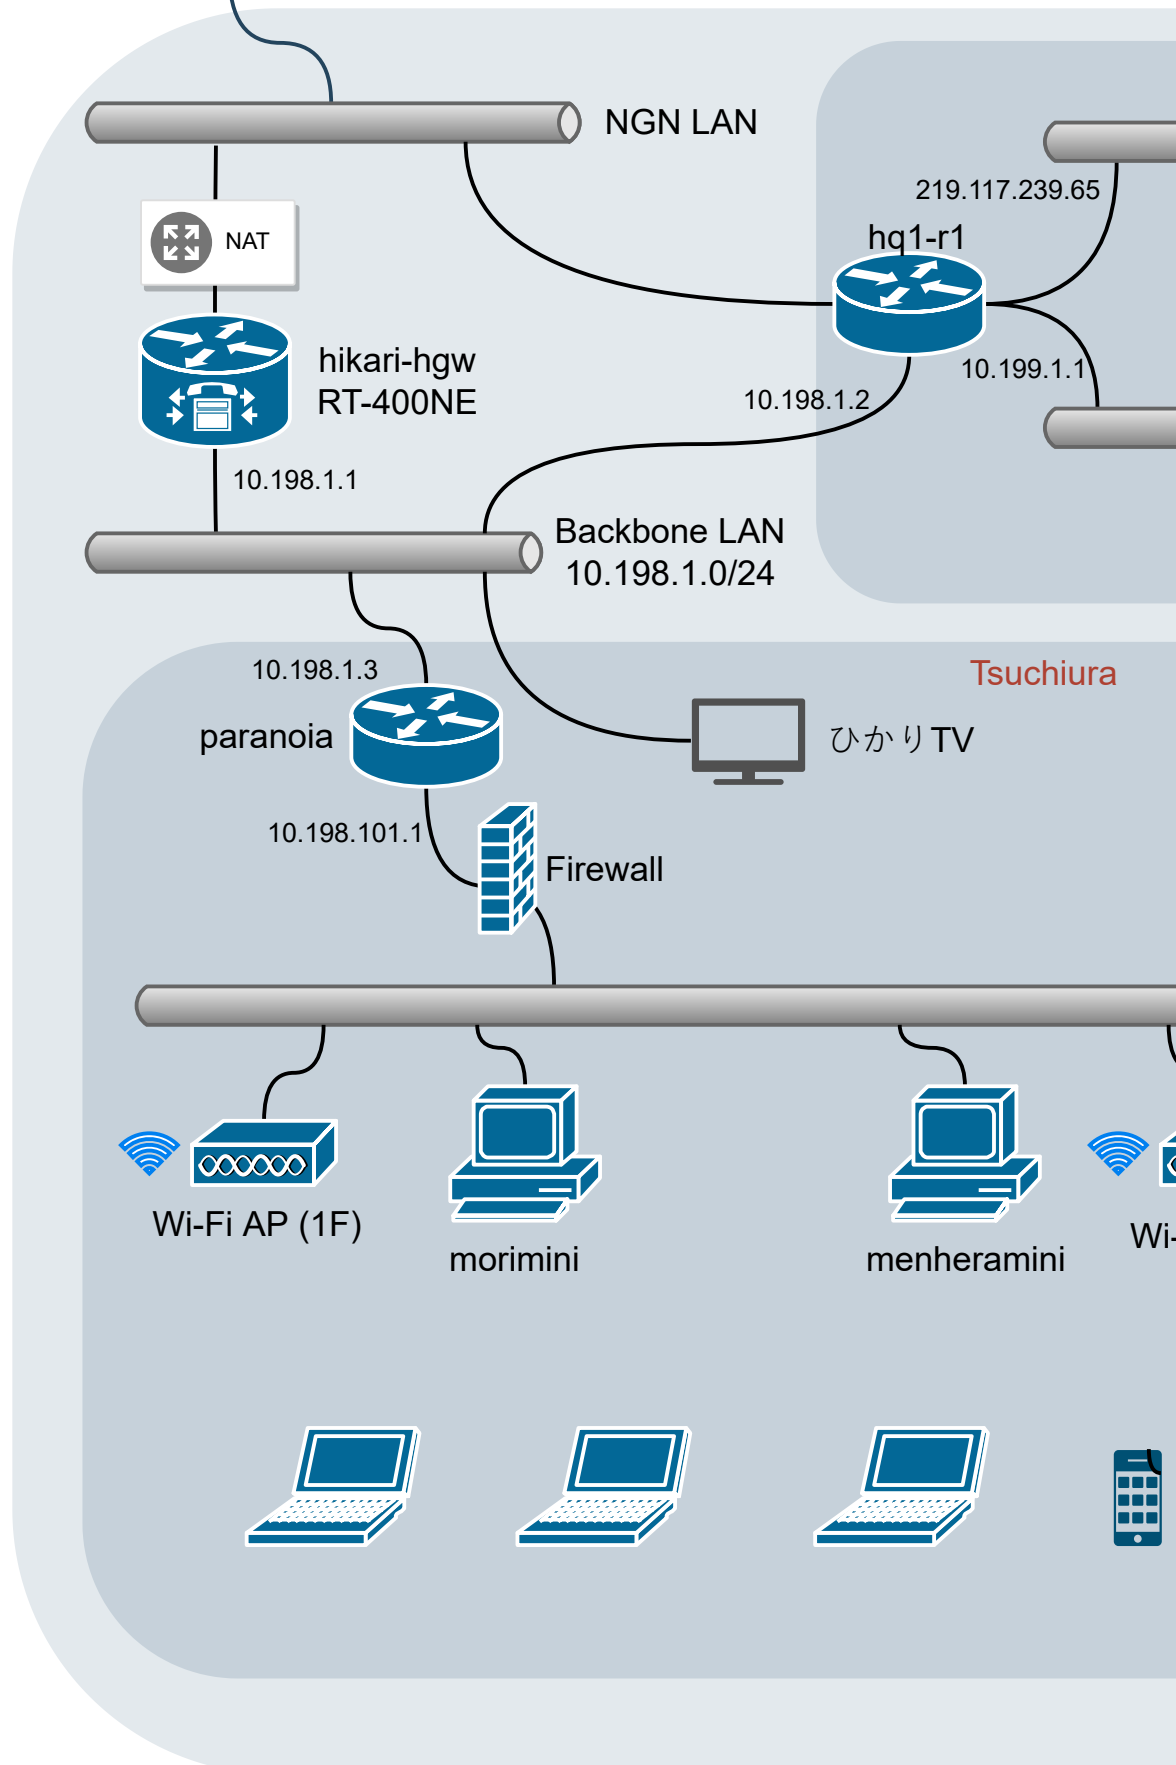 NGN LAN
219.117.239.65
NAT
hq1-r1
hikari-hgw
RT-400NE
10.199.1.1
10.198.1.2
10.198.1.1
Backbone LAN
10.198.1.0/24
10.198.1.3
Tsuchiura
paranoia
ひかりTV
10.198.101.1
Firewall
Wi-Fi AP (1F)
Wi-
morimini
menheramini